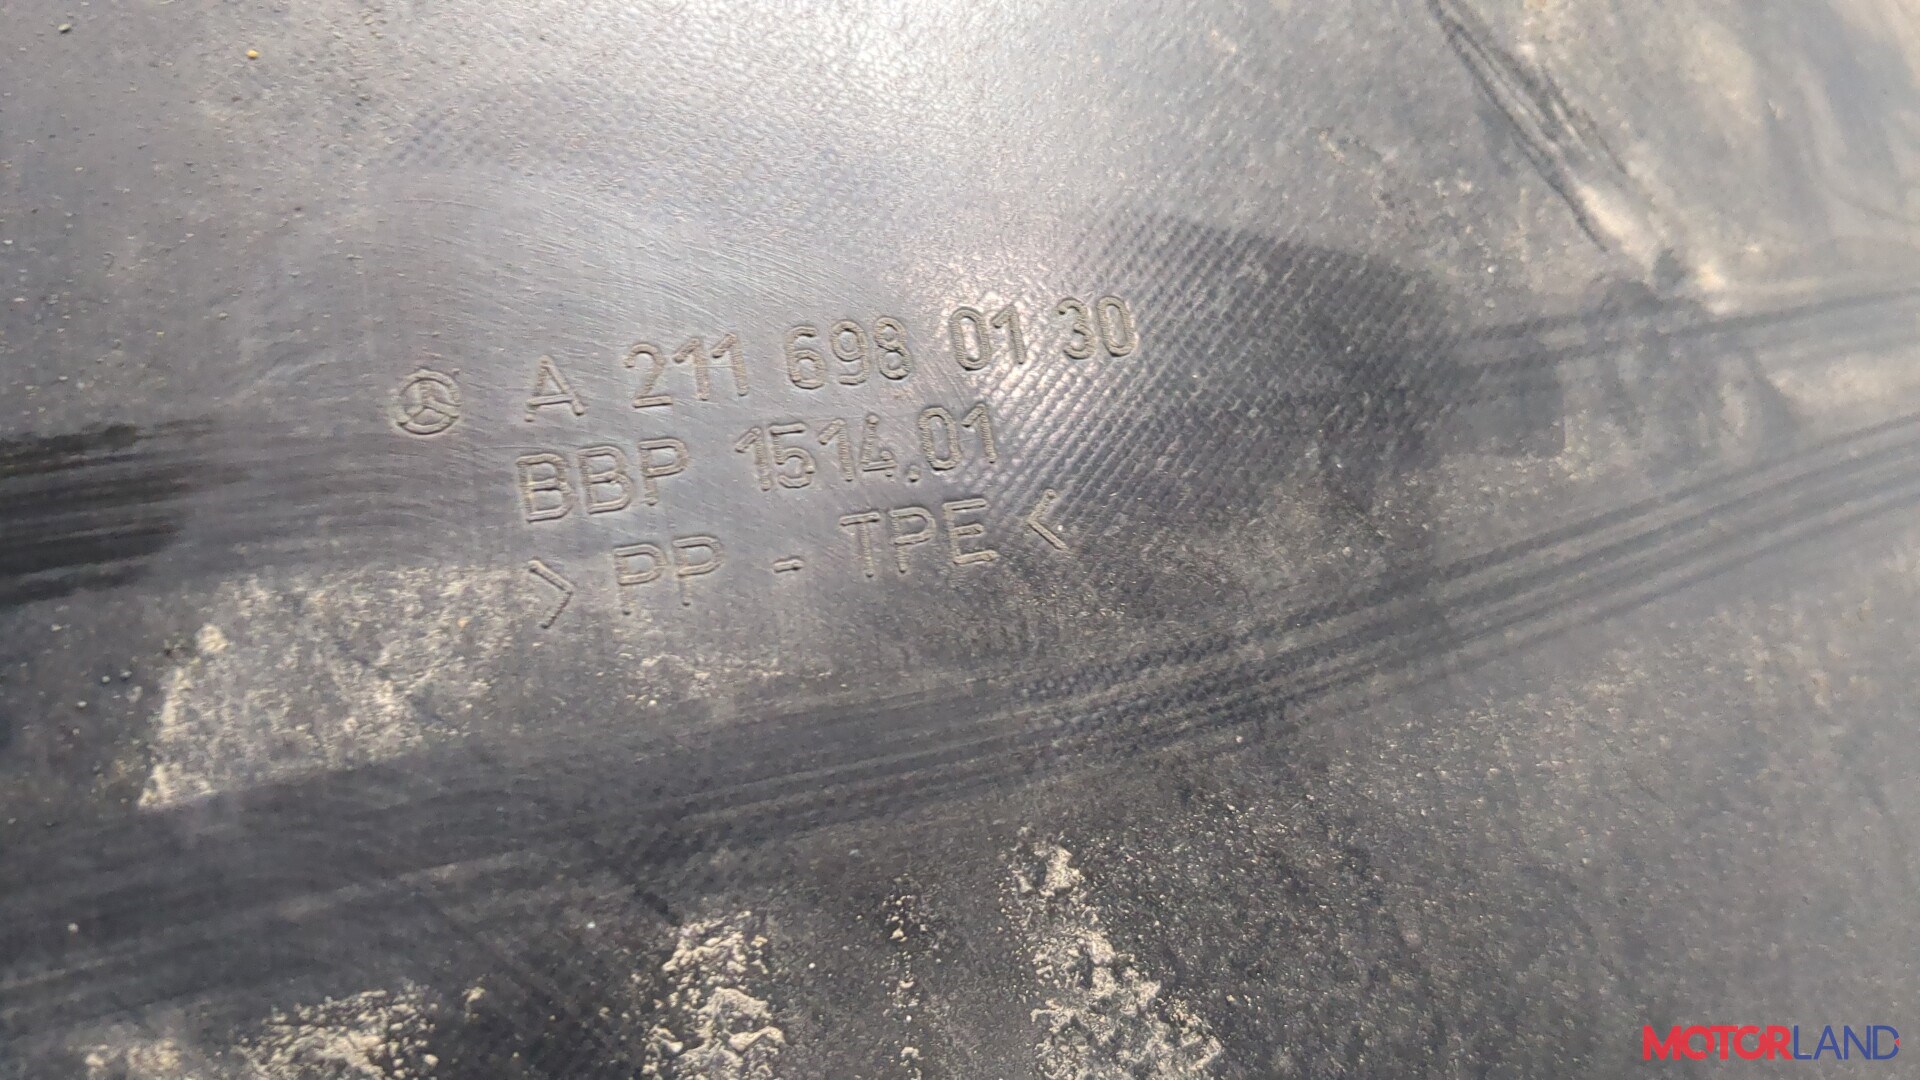 A 211 698 01 30
BBP 1514.01
>PP - TPE<
MOTORLAND